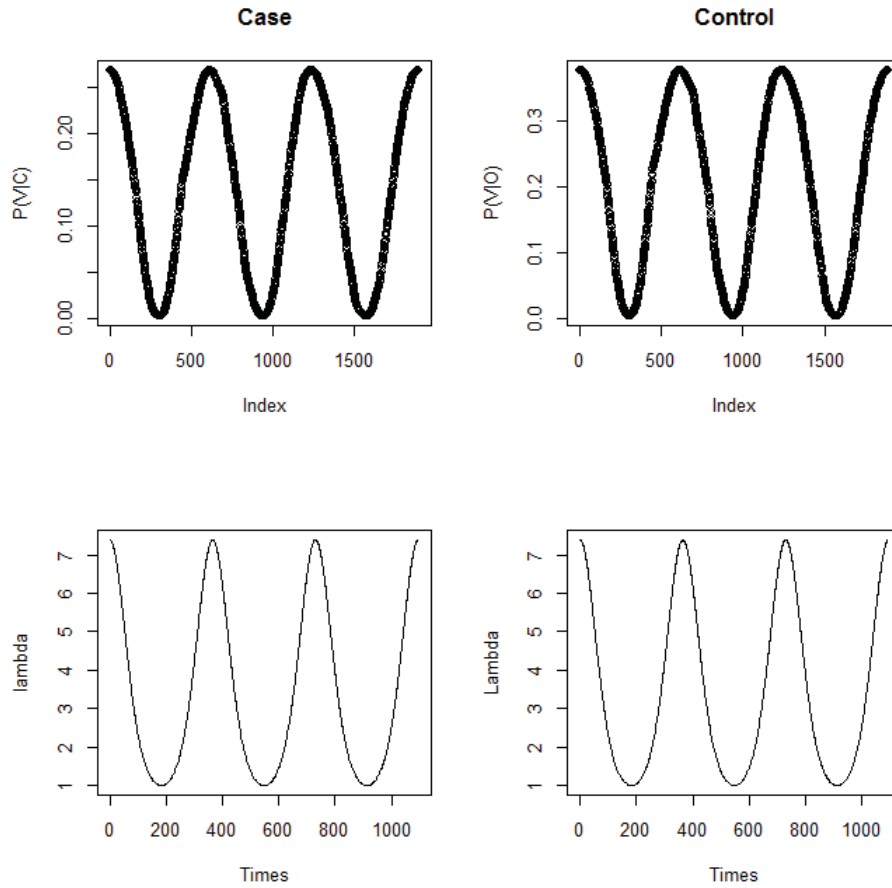 Case
Control
P(V|C)
0.00 0.10 0.20
0 500 1000 1500
Index
P(V|O)
0.0 0.1 0.2 0.3
0 500 1000 1500
Index
lambda
1 2 3 4 5 6 7
0 200 400 600 800 1000
Times
Lambda
1 2 3 4 5 6 7
0 200 400 600 800 1000
Times